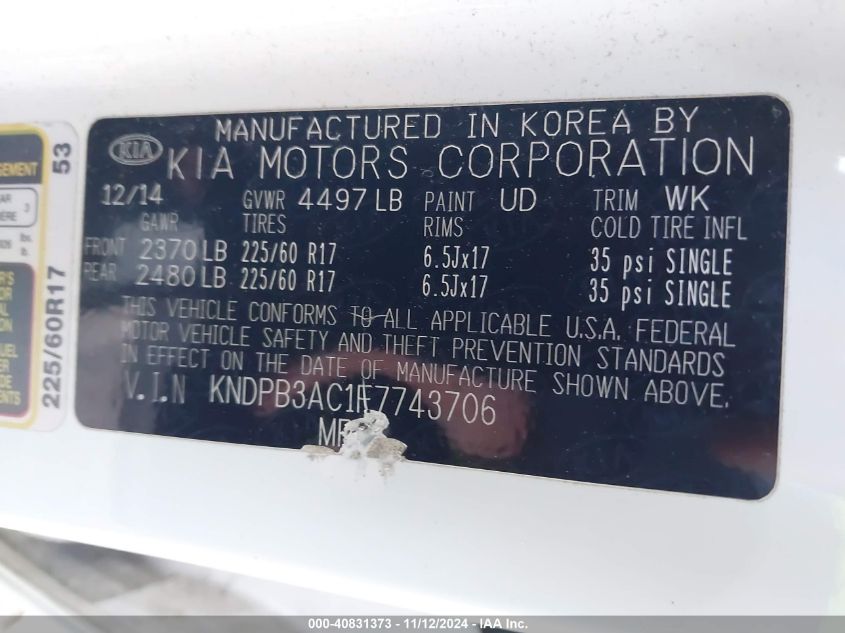 MANUFACTURED IN KOREA BY
KIA KIA MOTORS CORPORATION
12/14 GVWR 4497 LB PAINT UD TRIM WK
GAWR TIRES RIMS COLD TIRE INFL
FRONT 2370 LB 225/60 R17 6.5Jx17 35 psi SINGLE
REAR 2480 LB 225/60 R17 6.5Jx17 35 psi SINGLE
THIS VEHICLE CONFORMS TO ALL APPLICABLE U.S.A. FEDERAL
MOTOR VEHICLE SAFETY AND THEFT PREVENTION STANDARDS
IN EFFECT ON THE DATE OF MANUFACTURE SHOWN ABOVE.
V.I.N KNDPB3AC1F7743706
225/60R17 53
000-40831373 - 11/12/2024 - IAAI.com